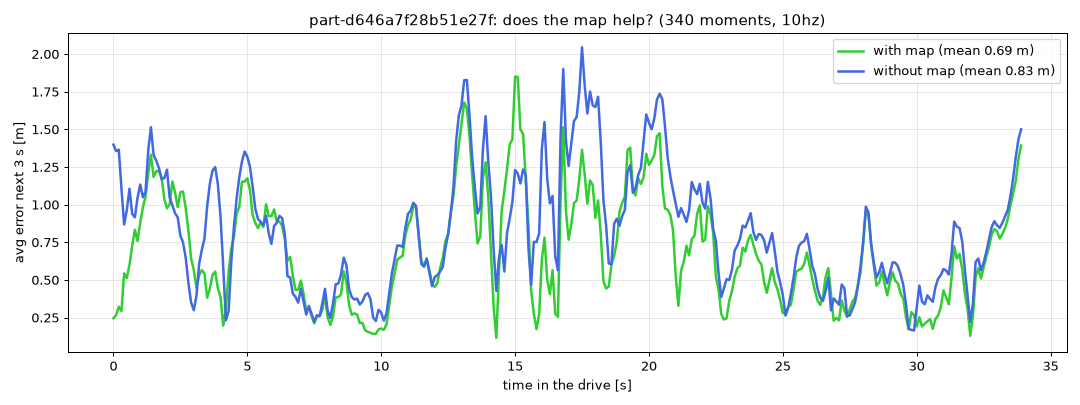 part-d646a7f28b51e27f: does the map help? (340 moments, 10hz)
with map (mean 0.69 m)
without map (mean 0.83 m)
avg error next 3 s [m]
2.00
1.75
1.50
1.25
1.00
0.75
0.50
0.25
0 5 10 15 20 25 30 35
time in the drive [s]